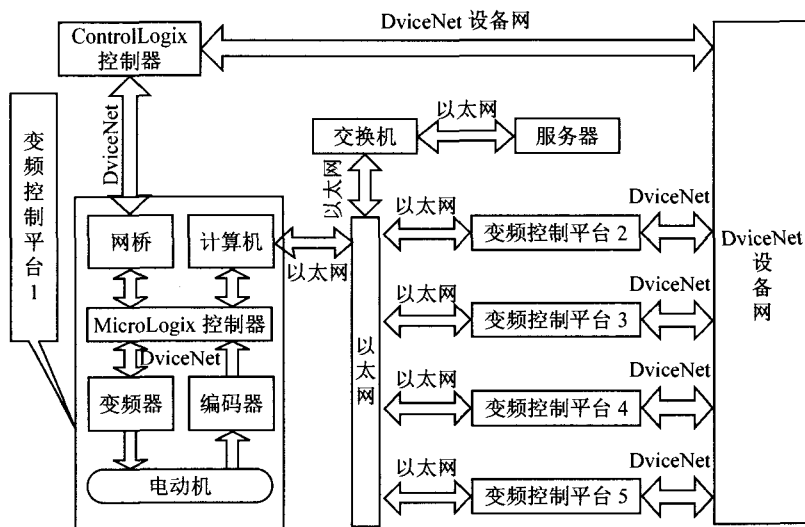 DviceNet 设备网
ControlLogix
控制器
DviceNet
变频控制平台1
以太网
交换机
服务器
以太网
网桥
计算机
以太网
MicroLogix 控制器
DviceNet
变频器
编码器
电动机
以太网
以太网
变频控制平台 2
DviceNet
以太网
变频控制平台 3
DviceNet
以太网
变频控制平台 4
DviceNet
以太网
变频控制平台 5
DviceNet
DviceNet
设备网